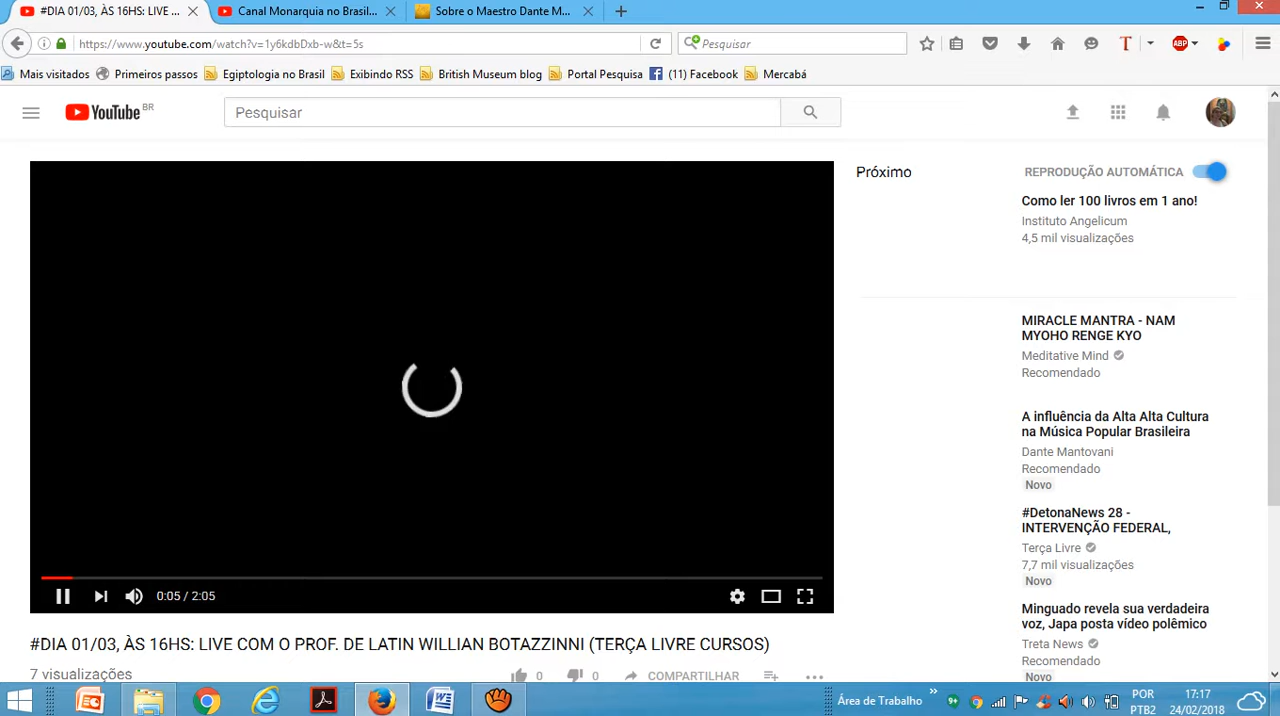 #DIA 01/03, ÀS 16HS: LIVE ...
Canal Monarquia no Brasil...
Sobre o Maestro Dante M...
https://www.youtube.com/watch?v=1y6kdbDxb-w&t=5s
Pesquisar
T
ABP
Mais visitados
Primeiros passos
Egiptologia no Brasil
Exibindo RSS
British Museum blog
Portal Pesquisa
(11) Facebook
Mercabá
YouTube BR
Pesquisar
Próximo
REPRODUÇÃO AUTOMÁTICA
Como ler 100 livros em 1 ano!
Instituto Angelicum
4,5 mil visualizações
MIRACLE MANTRA - NAM
MYOHO RENGE KYO
Meditative Mind
Recomendado
A influência da Alta Alta Cultura
na Música Popular Brasileira
Dante Mantovani
Recomendado
Novo
#DetonaNews 28 -
INTERVENÇÃO FEDERAL,
Terça Livre
7,7 mil visualizações
Novo
Minguado revela sua verdadeira
voz, Japa posta vídeo polêmico
Treta News
Recomendado
Novo
0:05 / 2:05
#DIA 01/03, ÀS 16HS: LIVE COM O PROF. DE LATIN WILLIAN BOTAZZINNI (TERÇA LIVRE CURSOS)
7 visualizações
0
0
COMPARTILHAR
Área de Trabalho
POR
PTB2
17:17
24/02/2018